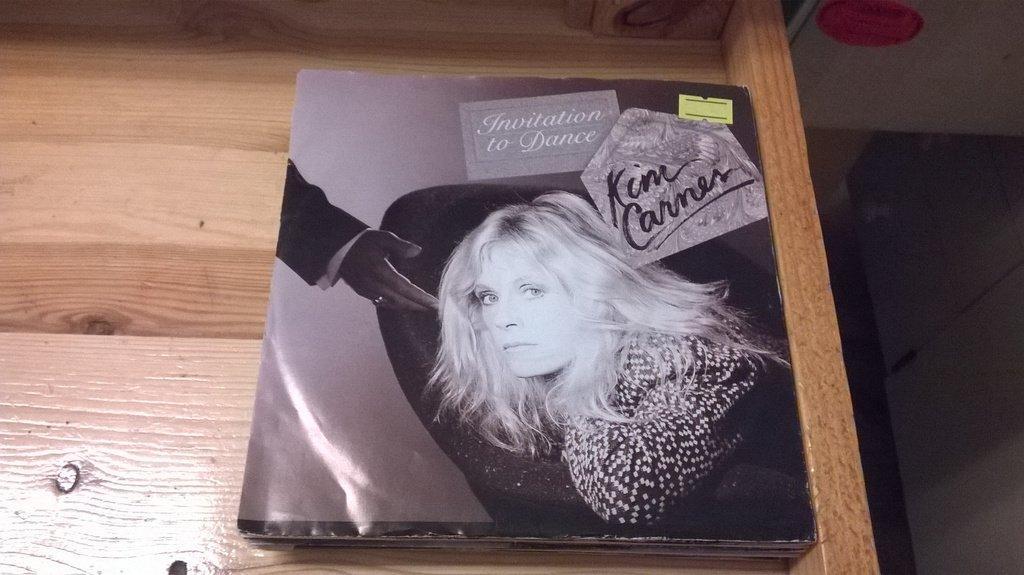 Invitation
to Dance
Kim
Carnes